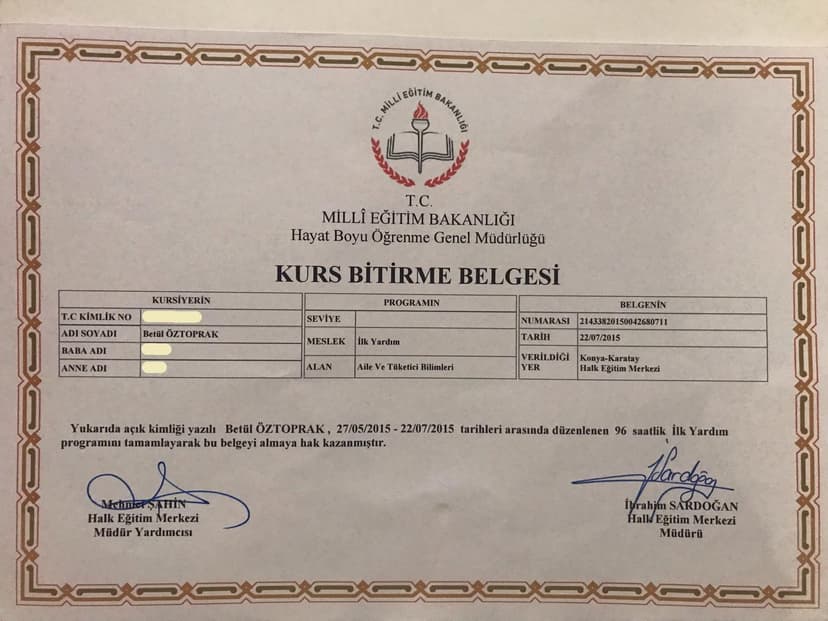 T.C. MİLLİ EĞİTİM BAKANLIĞI
T.C.
MİLLÎ EĞİTİM BAKANLIĞI
Hayat Boyu Öğrenme Genel Müdürlüğü
KURS BİTİRME BELGESİ
KURSİYERİN
T.C KİMLİK NO
ADI SOYADI Betül ÖZTOPRAK
BABA ADI
ANNE ADI
PROGRAMIN
SEVİYE
MESLEK İlk Yardım
ALAN Aile Ve Tüketici Bilimleri
BELGENİN
NUMARASI 21433820150042680711
TARİH 22/07/2015
VERİLDİĞİ YER Konya-Karatay
Halk Eğitim Merkezi
Yukarıda açık kimliği yazılı Betül ÖZTOPRAK , 27/05/2015 - 22/07/2015 tarihleri arasında düzenlenen 96 saatlik İlk Yardım
programını tamamlayarak bu belgeyi almaya hak kazanmıştır.
Mehmet ŞAHİN
Halk Eğitim Merkezi
Müdür Yardımcısı
İbrahim SARDOĞAN
Halk Eğitim Merkezi
Müdürü